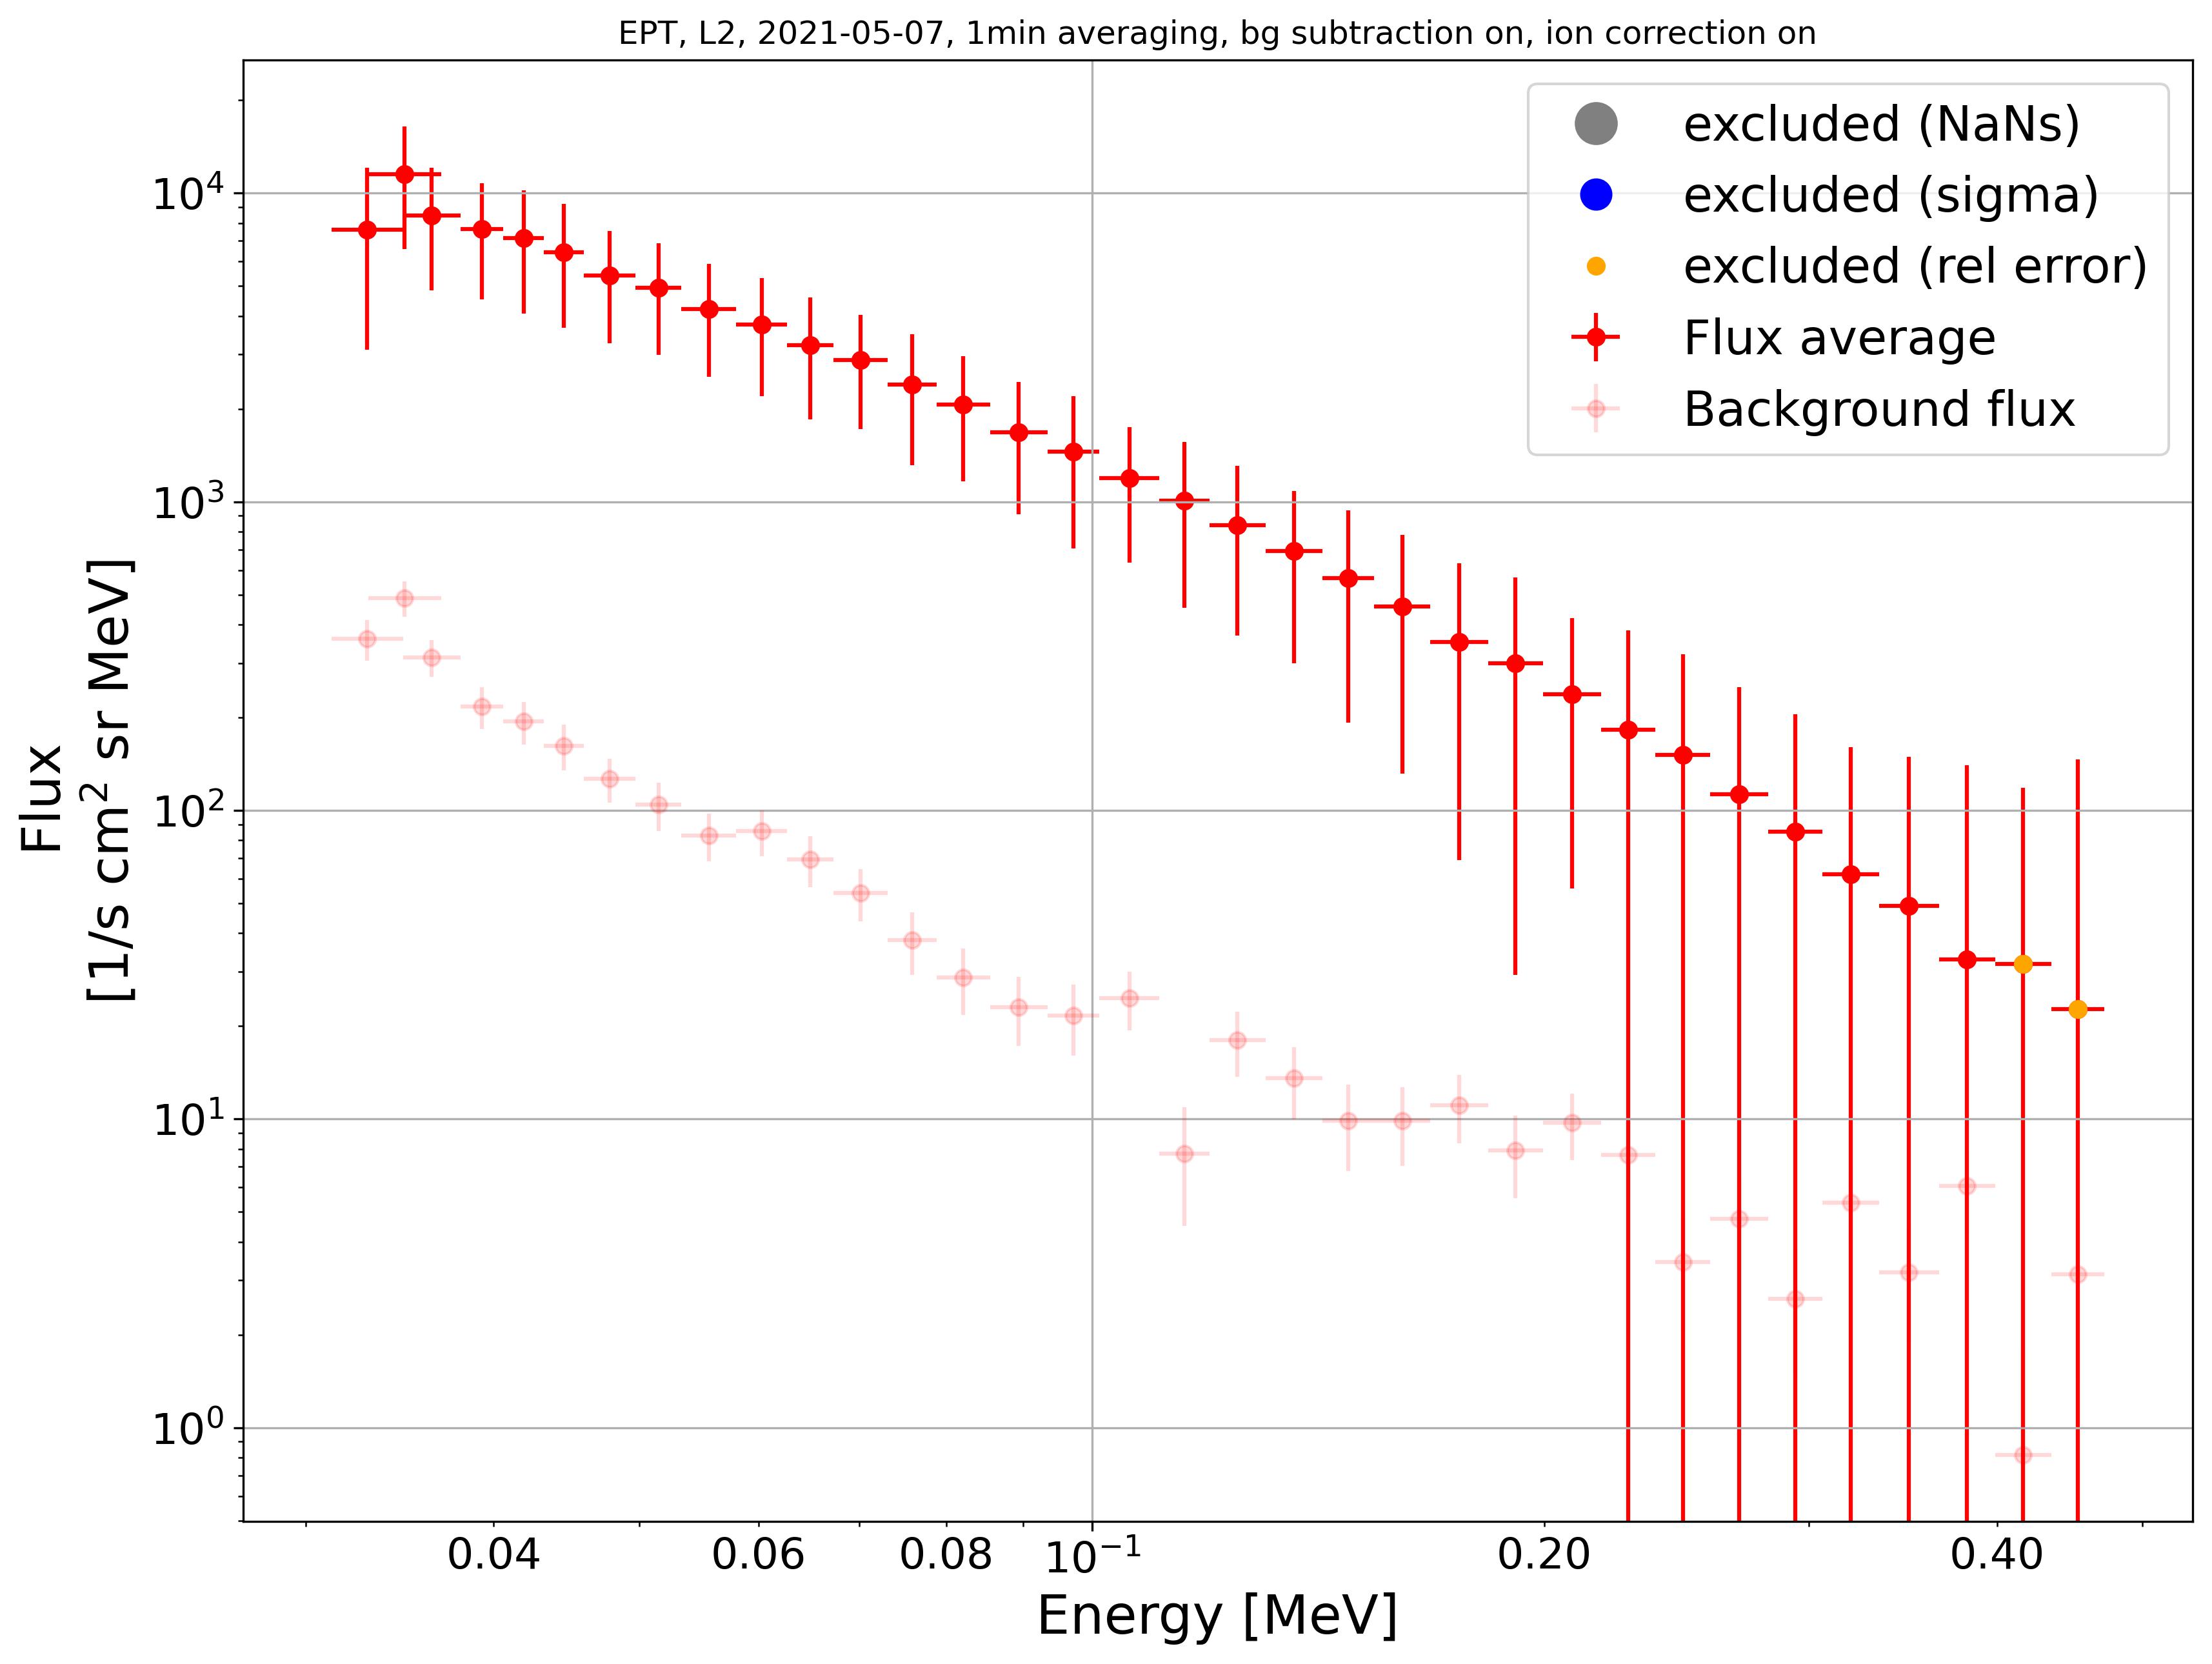 EPT, L2, 2021-05-07, 1min averaging, bg subtraction on, ion correction on
excluded (NaNs)
excluded (sigma)
excluded (rel error)
Flux average
Background flux
10⁴
10³
10²
10¹
10⁰
Flux
[1/s cm² sr MeV]
0.04
0.06
0.08
10⁻¹
0.20
0.40
Energy [MeV]